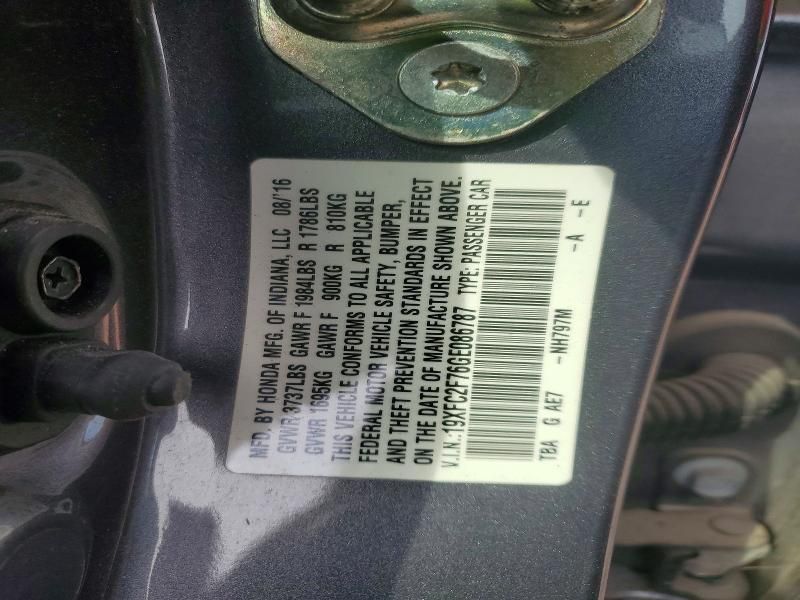 MFD. BY HONDA MFG. OF INDIANA, LLC 08/'16
GVWR 3737LBS GAWR F 1984LBS R 1786LBS
GVWR 1695KG GAWR F 900KG R 810KG
THIS VEHICLE CONFORMS TO ALL APPLICABLE
FEDERAL MOTOR VEHICLE SAFETY, BUMPER,
AND THEFT PREVENTION STANDARDS IN EFFECT
ON THE DATE OF MANUFACTURE SHOWN ABOVE.
V.I.N.:19XFC2F76GE086787 TYPE: PASSENGER CAR
TBA G AE7 -NH797M -A -E